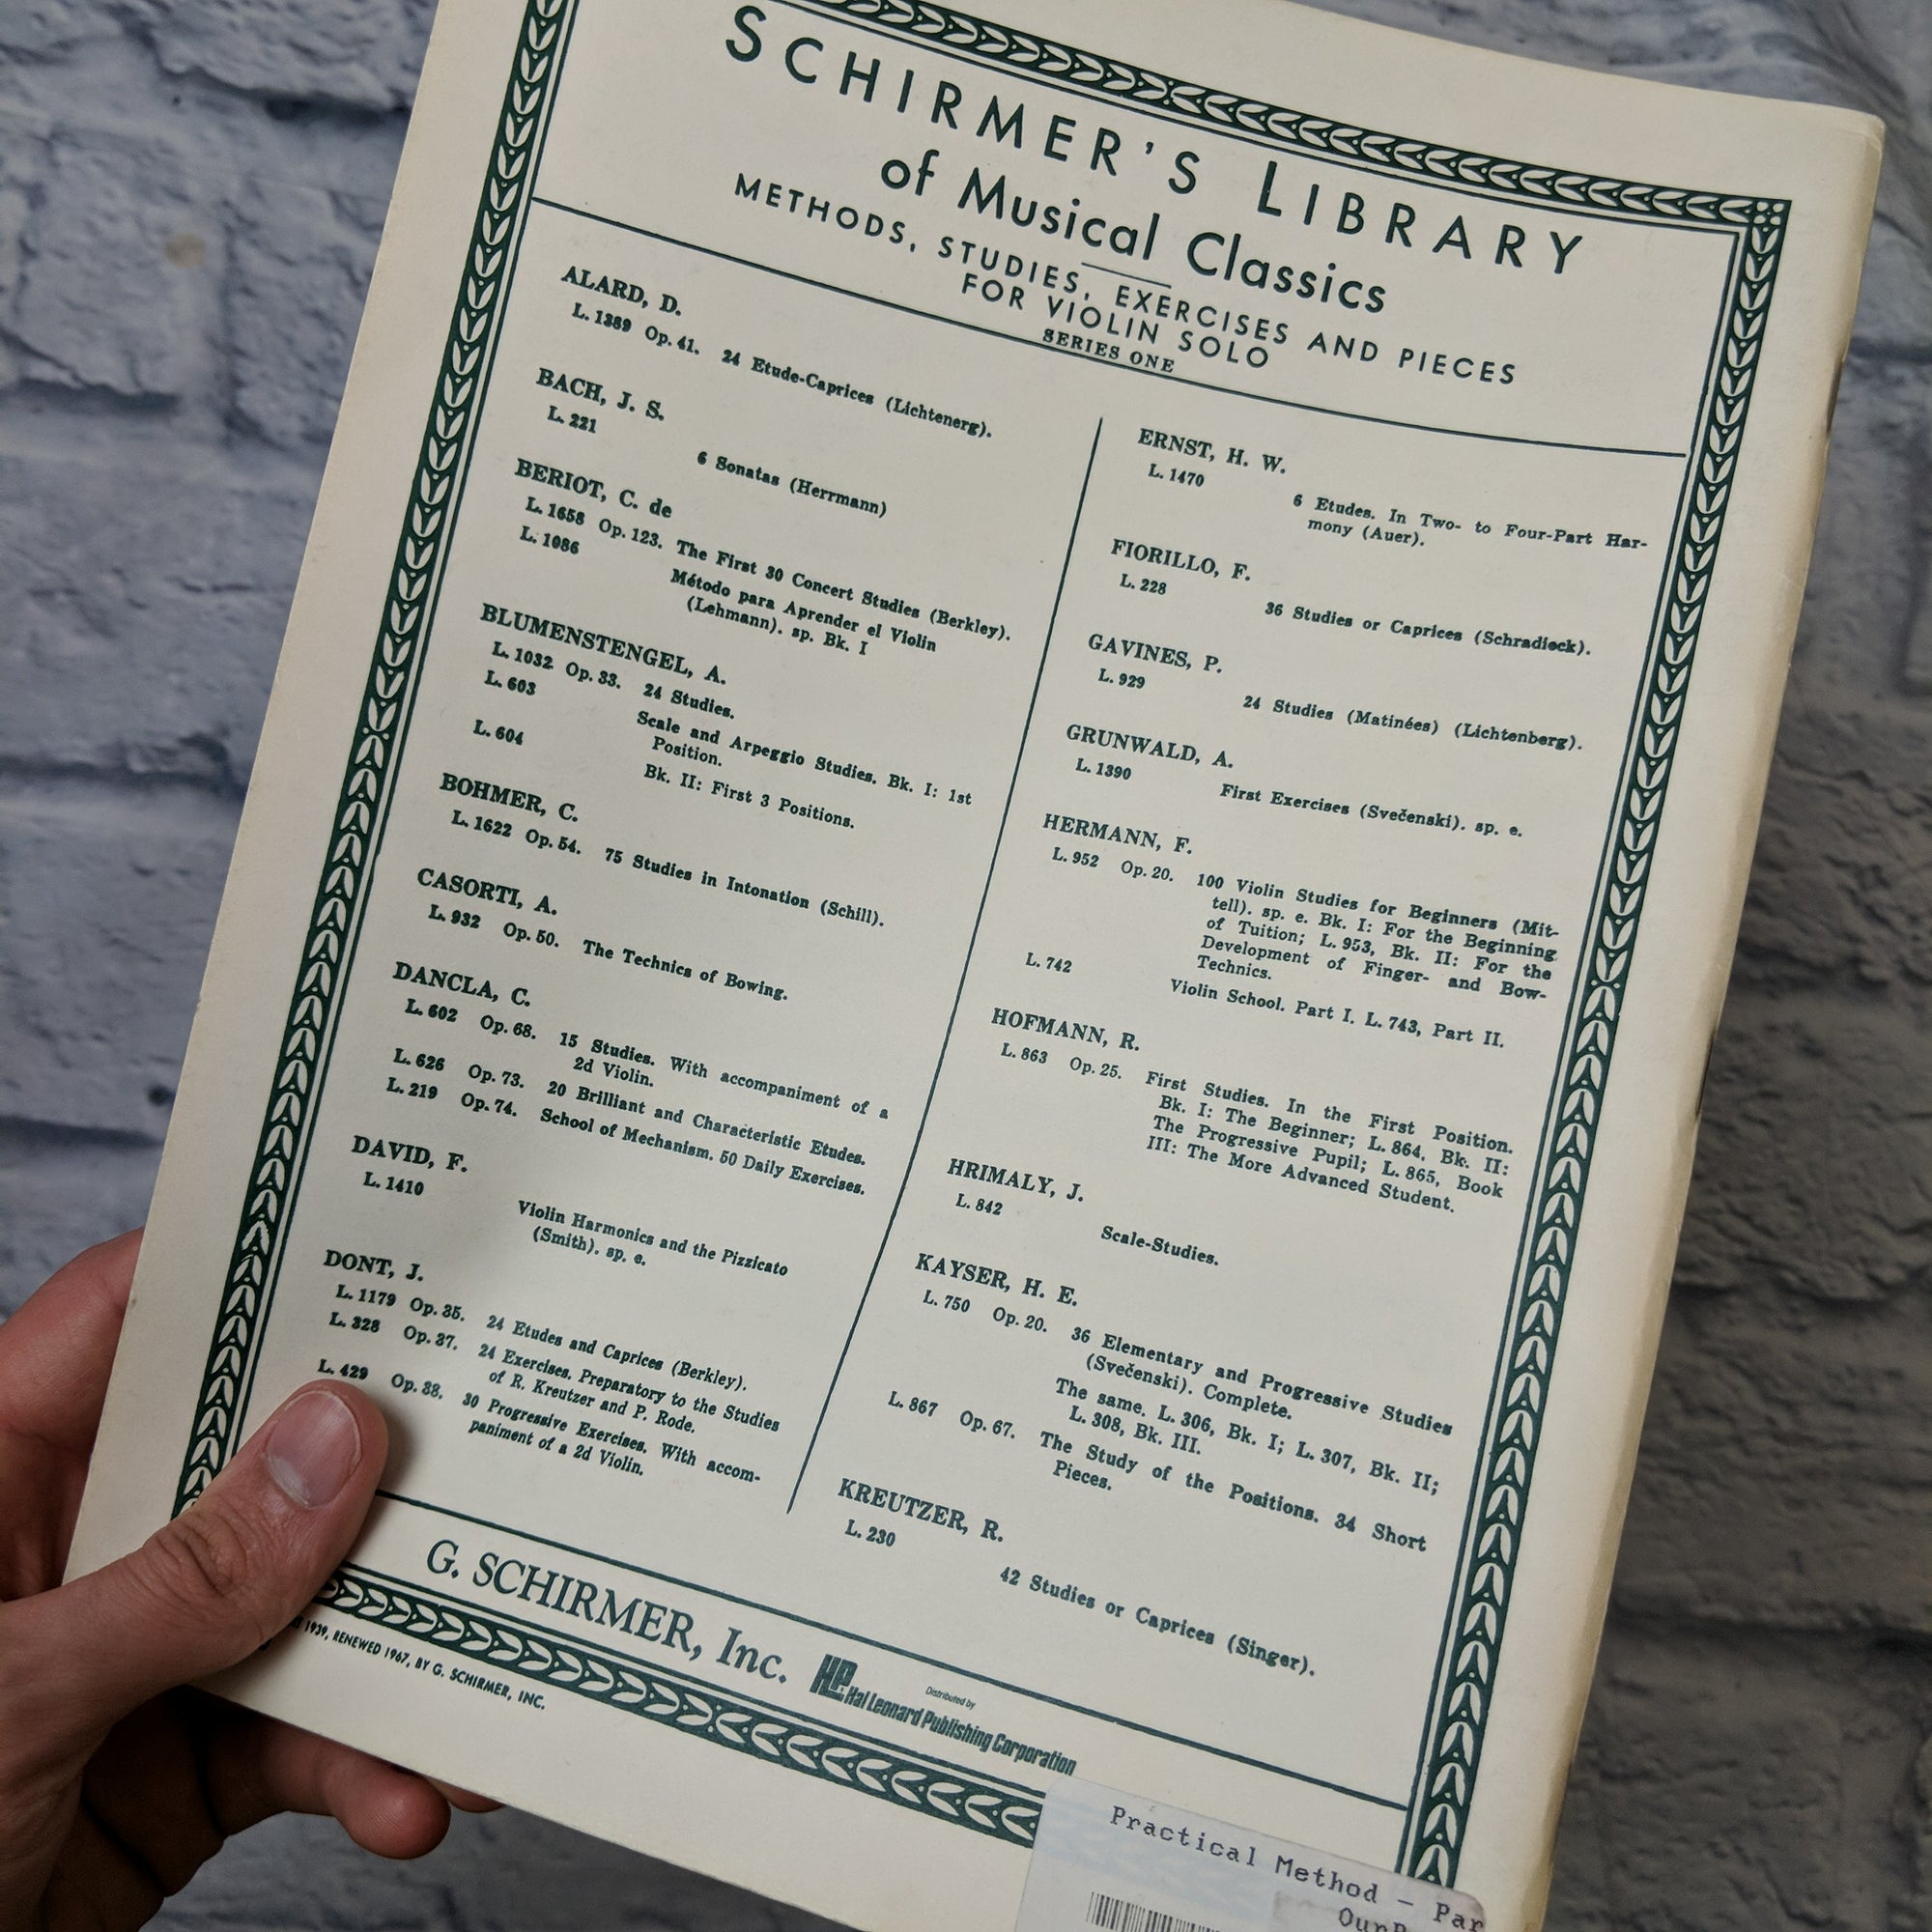 SCHIRMER'S LIBRARY
of Musical Classics
METHODS, STUDIES, EXERCISES AND PIECES
FOR VIOLIN SOLO
SERIES ONE
ALARD, D.
L. 1389 Op. 41. 24 Etude-Caprices (Lichtenerg).
BACH, J. S.
L. 221
6 Sonatas (Herrmann)
BERIOT, C. de
L. 1658 Op. 123. The First 30 Concert Studies (Berkley).
L. 1086 Método para Aprender el Violin
(Lehmann). sp. Bk. I
BLUMENSTENGEL, A.
L. 1032 Op. 33. 24 Studies.
L. 603 Scale and Arpeggio Studies. Bk. I: 1st
Position.
L. 604 Bk. II: First 3 Positions.
BOHMER, C.
L. 1622 Op. 54. 75 Studies in Intonation (Schill).
CASORTI, A.
L. 932 Op. 50. The Technics of Bowing.
DANCLA, C.
L. 602 Op. 68. 15 Studies. With accompaniment of a
2d Violin.
L. 626 Op. 73. 20 Brilliant and Characteristic Etudes.
L. 219 Op. 74. School of Mechanism. 50 Daily Exercises.
DAVID, F.
L. 1410 Violin Harmonics and the Pizzicato
(Smith). sp. e.
DONT, J.
L. 1179 Op. 35. 24 Etudes and Caprices (Berkley).
L. 328 Op. 37. 24 Exercises. Preparatory to the Studies
of R. Kreutzer and P. Rode.
L. 429 Op. 38. 30 Progressive Exercises. With accom-
paniment of a 2d Violin.
ERNST, H. W.
L. 1470 6 Etudes. In Two- to Four-Part Har-
mony (Auer).
FIORILLO, F.
L. 228 36 Studies or Caprices (Schradieck).
GAVINES, P.
L. 929 24 Studies (Matinées) (Lichtenberg).
GRUNWALD, A.
L. 1390 First Exercises (Svečenski). sp. e.
HERMANN, F.
L. 952 Op. 20. 100 Violin Studies for Beginners (Mit-
tell). sp. e. Bk. I: For the Beginning
of Tuition; L. 953, Bk. II: For the
Development of Finger- and Bow-
Technics.
L. 742 Violin School. Part I. L. 743, Part II.
HOFMANN, R.
L. 863 Op. 25. First Studies. In the First Position.
Bk. I: The Beginner; L. 864, Bk. II:
The Progressive Pupil; L. 865, Book
III: The More Advanced Student.
HRIMALY, J.
L. 842 Scale-Studies.
KAYSER, H. E.
L. 750 Op. 20. 36 Elementary and Progressive Studies
(Svečenski). Complete.
The same. L. 306, Bk. I; L. 307, Bk. II;
L. 308, Bk. III.
L. 867 Op. 67. The Study of the Positions. 34 Short
Pieces.
KREUTZER, R.
L. 230 42 Studies or Caprices (Singer).
G. SCHIRMER, Inc.
Distributed by
HL Hal Leonard Publishing Corporation
1939, RENEWED 1967, BY G. SCHIRMER, INC.
Practical Method - Par